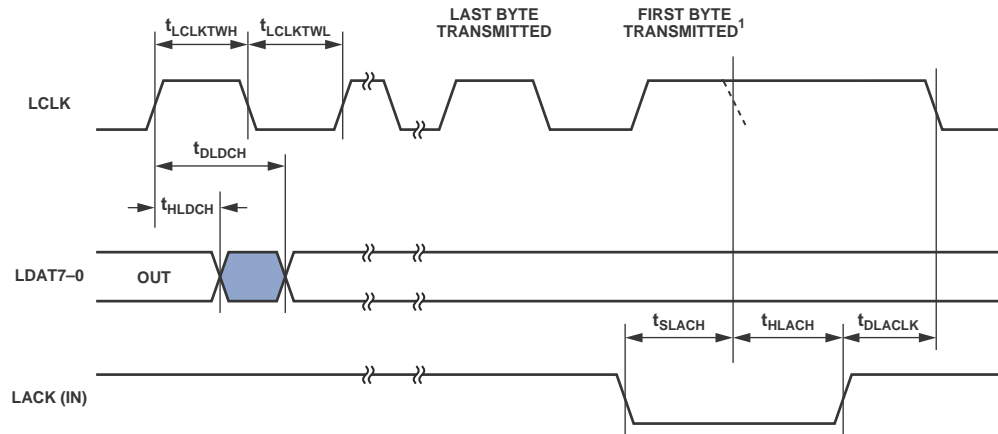 LAST BYTE
TRANSMITTED
FIRST BYTE
TRANSMITTED¹
tLCLKTWH
tLCLKTWL
LCLK
tDLDCH
tHLDCH
LDAT7–0
OUT
tSLACH
tHLACH
tDLACLK
LACK (IN)